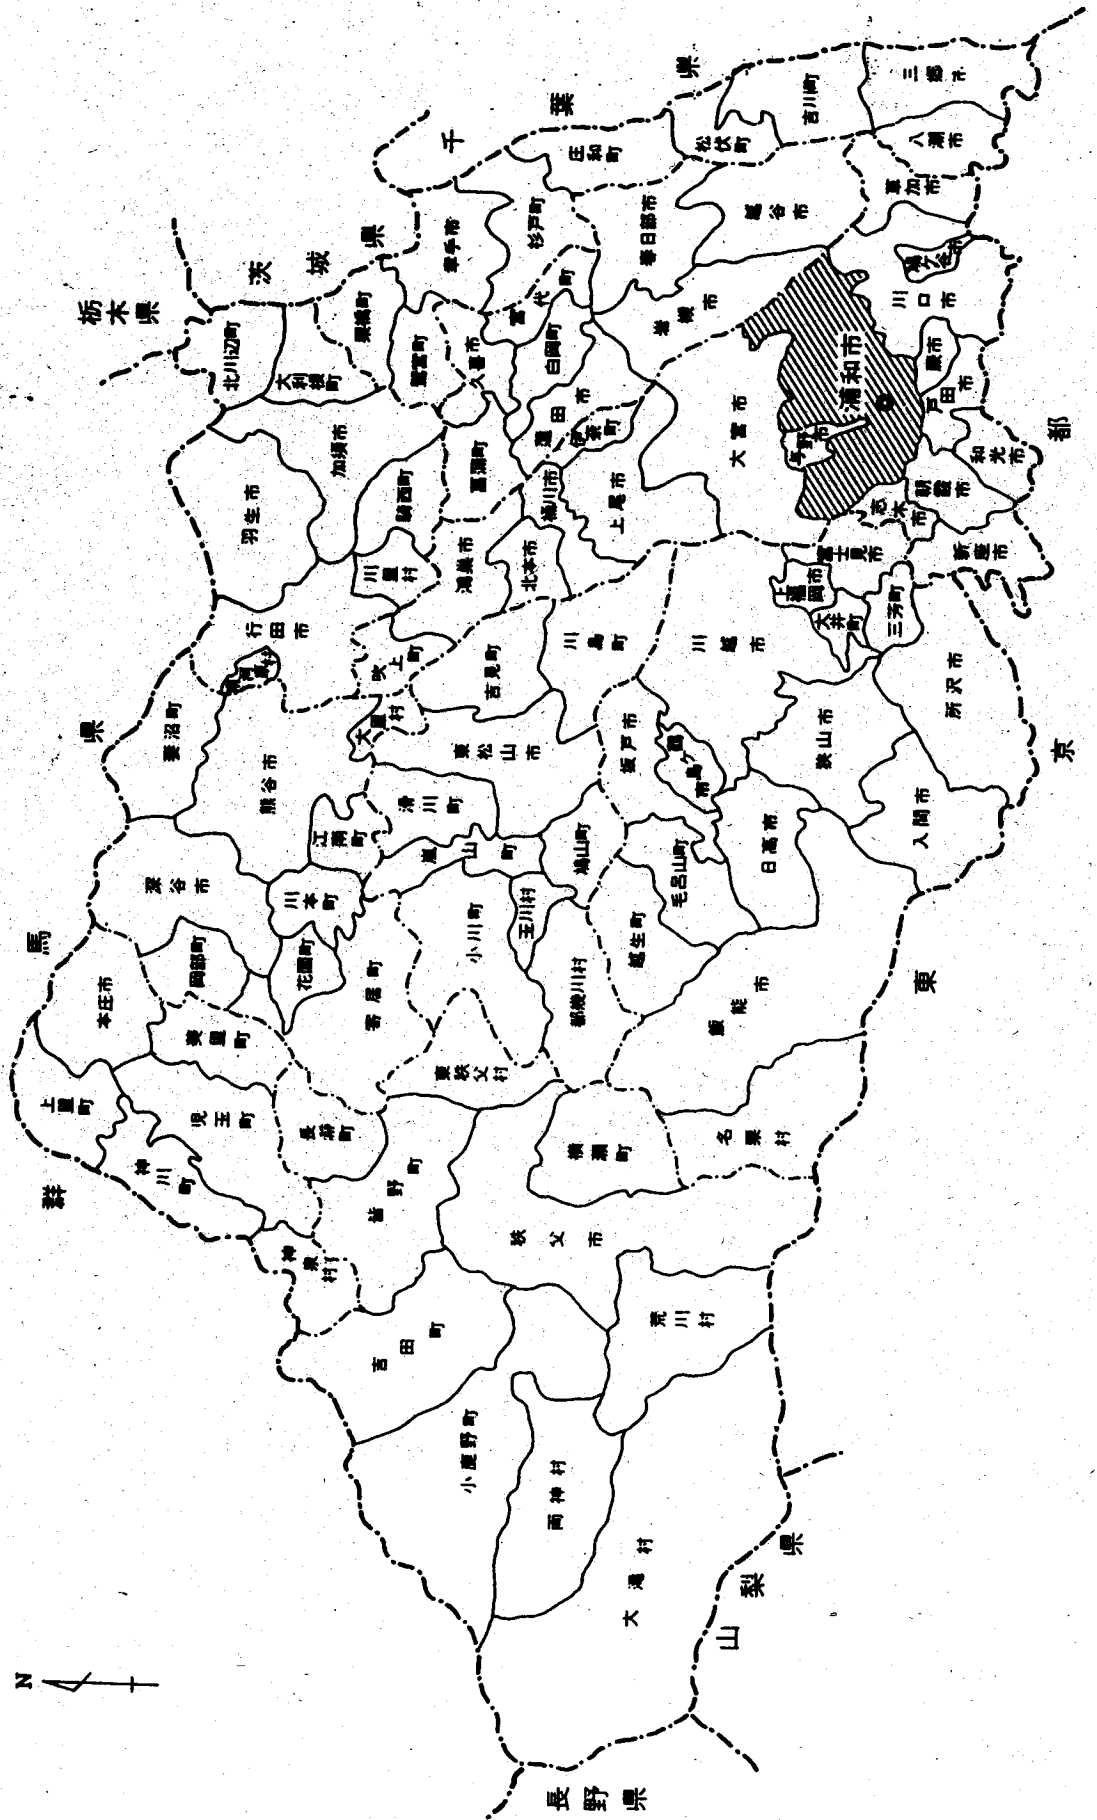 N
長野県
山梨県
群馬県
栃木県
茨城県
千葉県
東京都
大滝村
両神村
小鹿野町
吉田町
荒川村
秩父市
横瀬町
名栗村
皆野町
長瀞町
東秩父村
神泉村
神川町
児玉町
上里町
本庄市
美里町
岡部町
深谷市
花園町
川本町
寄居町
小川町
玉川村
都幾川村
越生町
毛呂山町
鳩山町
嵐山町
滑川町
江南町
熊谷市
妻沼町
大里村
東松山市
吉見町
川島町
坂戸市
鶴ヶ島市
日高市
飯能市
入間市
狭山市
所沢市
川越市
三芳町
大井町
上福岡市
富士見市
新座市
志木市
朝霞市
和光市
戸田市
蕨市
川口市
鳩ヶ谷市
浦和市
与野市
大宮市
上尾市
伊奈町
桶川市
北本市
鴻巣市
吹上町
行田市
南河原村
川里村
騎西町
羽生市
加須市
北川辺町
大利根町
栗橋町
鷲宮町
久喜市
菖蒲町
白岡町
蓮田市
宮代町
幸手市
杉戸町
庄和町
春日部市
岩槻市
越谷市
松伏町
吉川町
三郷市
八潮市
草加市